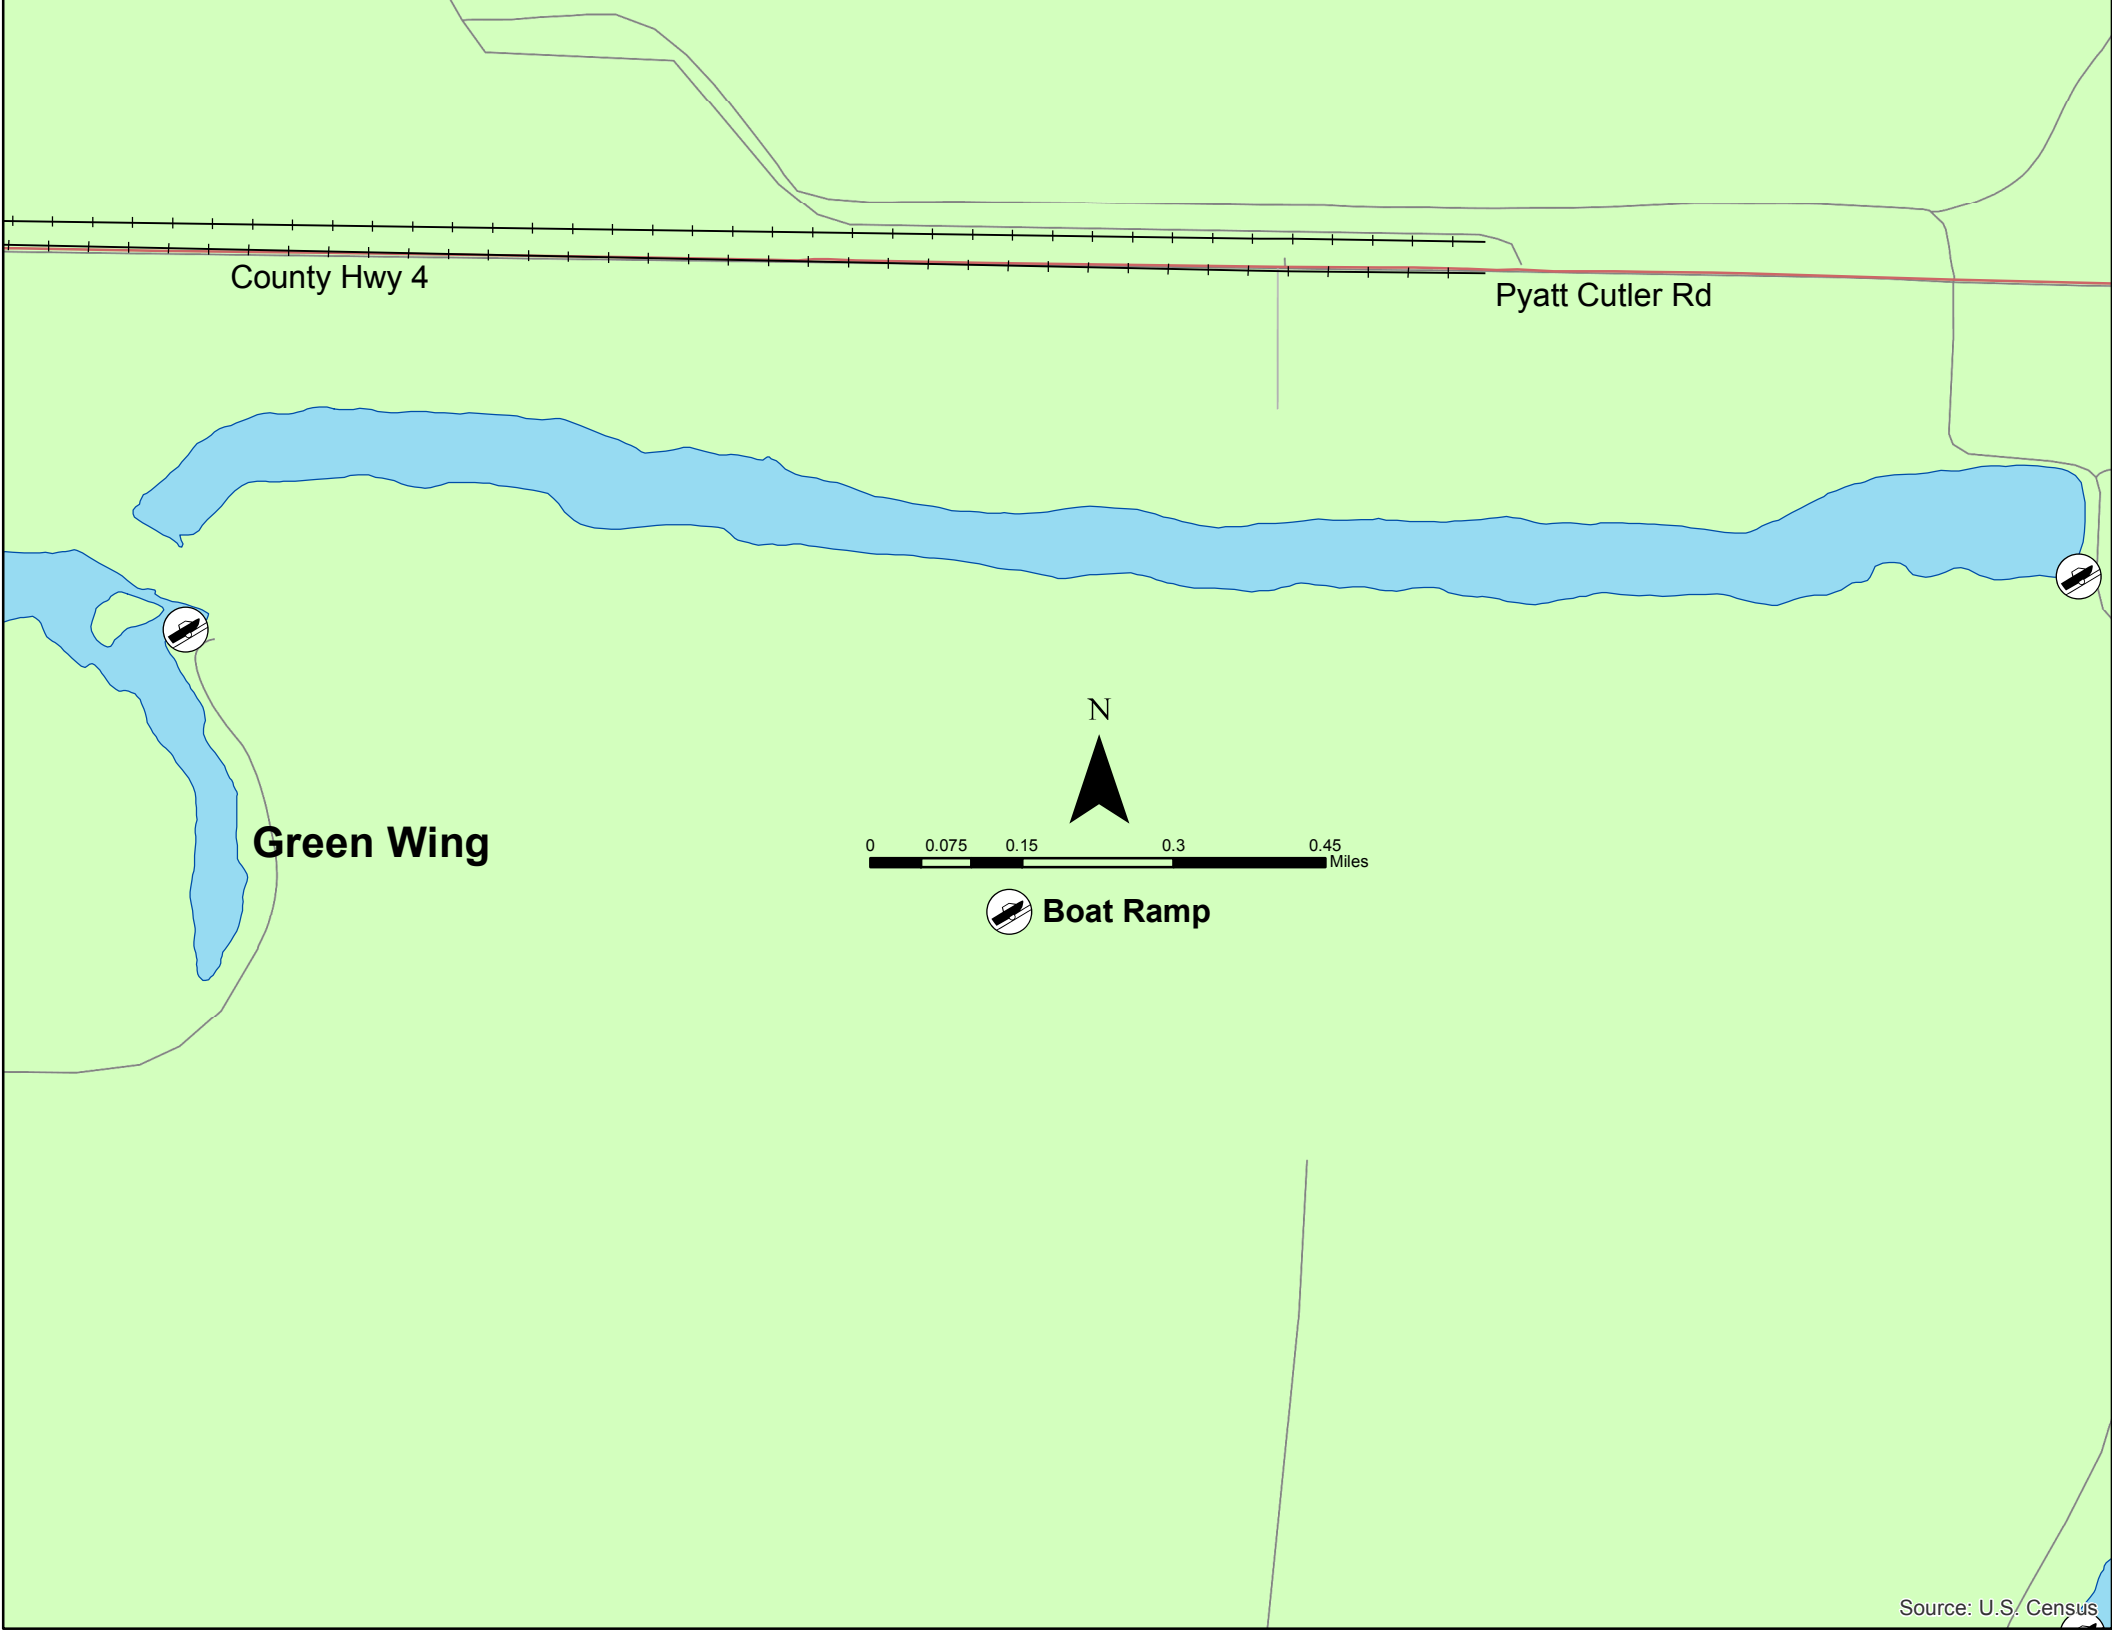 County Hwy 4
Pyatt Cutler Rd
N
Green Wing
0 0.075 0.15 0.3 0.45
Miles
Boat Ramp
Source: U.S. Census